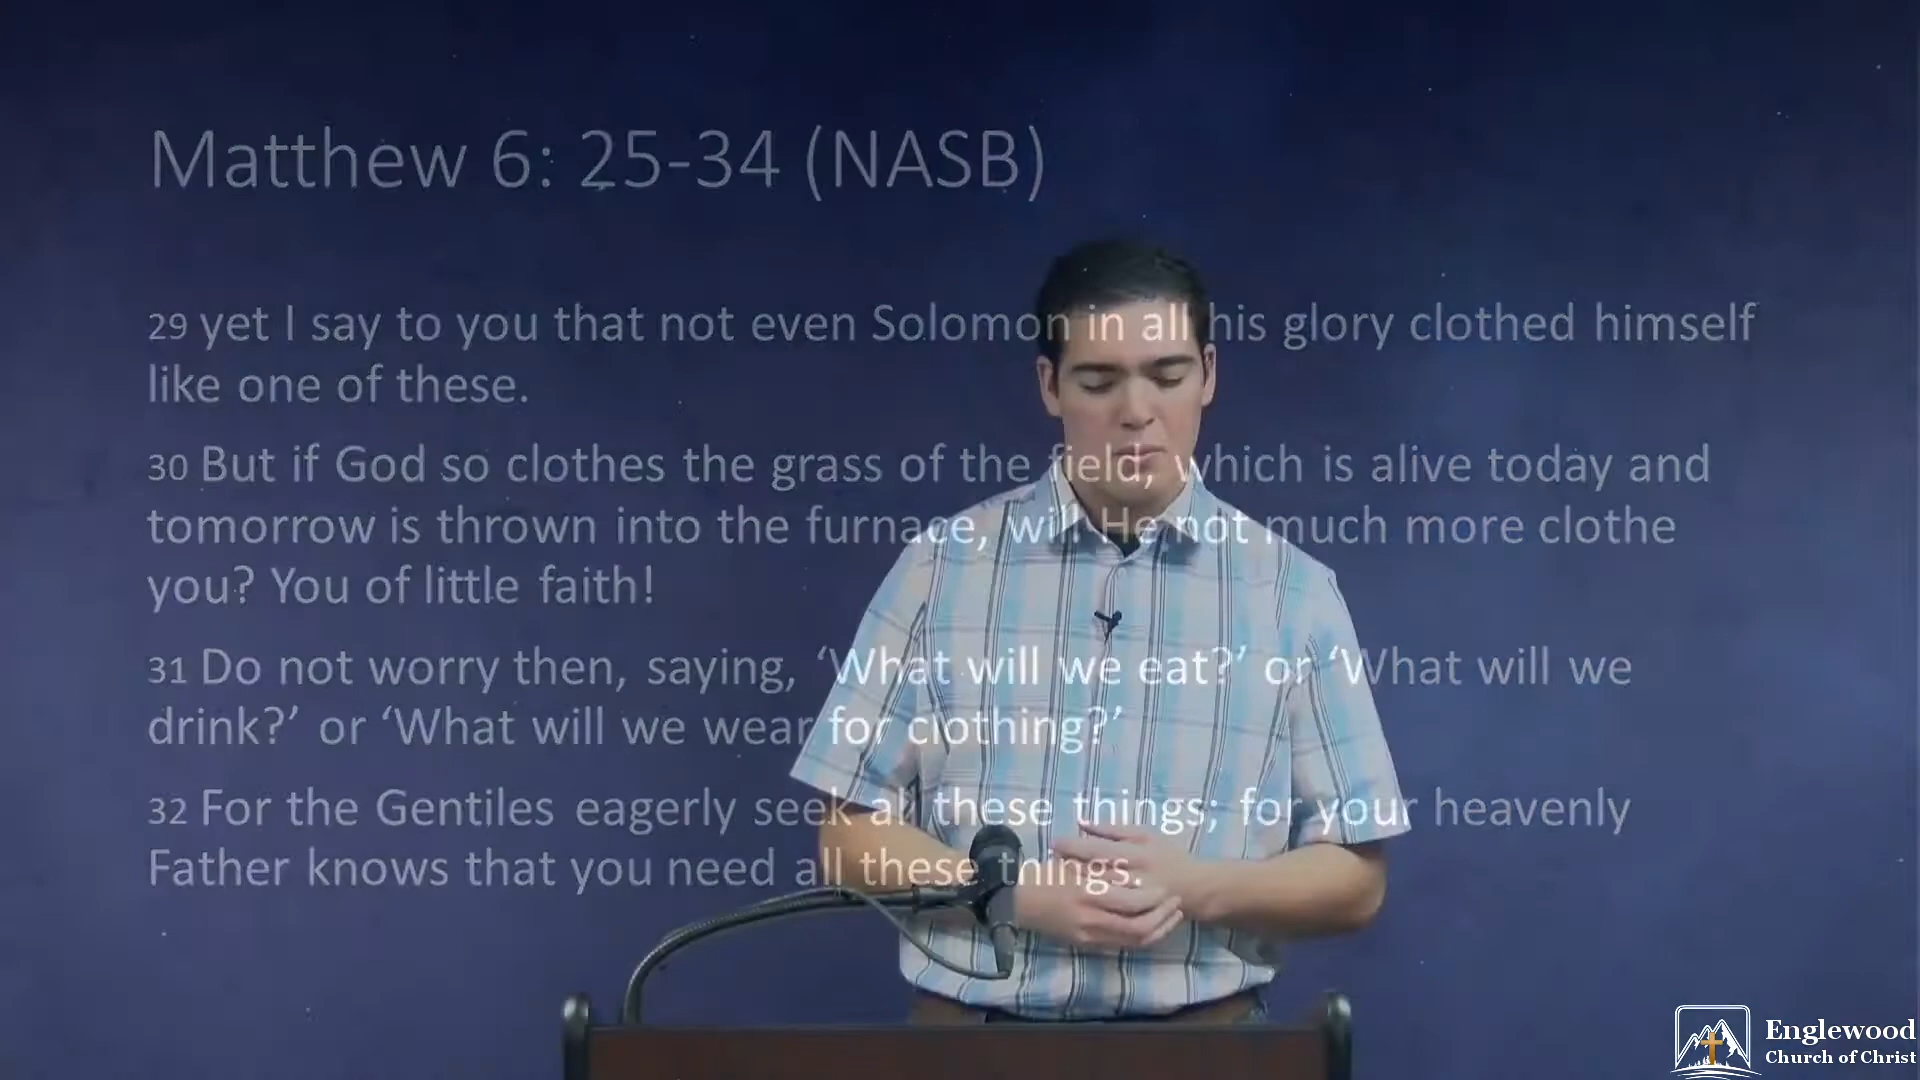 Matthew 6: 25-34 (NASB)
29 yet I say to you that not even Solomon in all his glory clothed himself
like one of these.
30 But if God so clothes the grass of the field, which is alive today and
tomorrow is thrown into the furnace, will He not much more clothe
you? You of little faith!
31 Do not worry then, saying, ‘What will we eat?’ or ‘What will we
drink?’ or ‘What will we wear for clothing?’
32 For the Gentiles eagerly seek all these things; for your heavenly
Father knows that you need all these things.
Englewood
Church of Christ